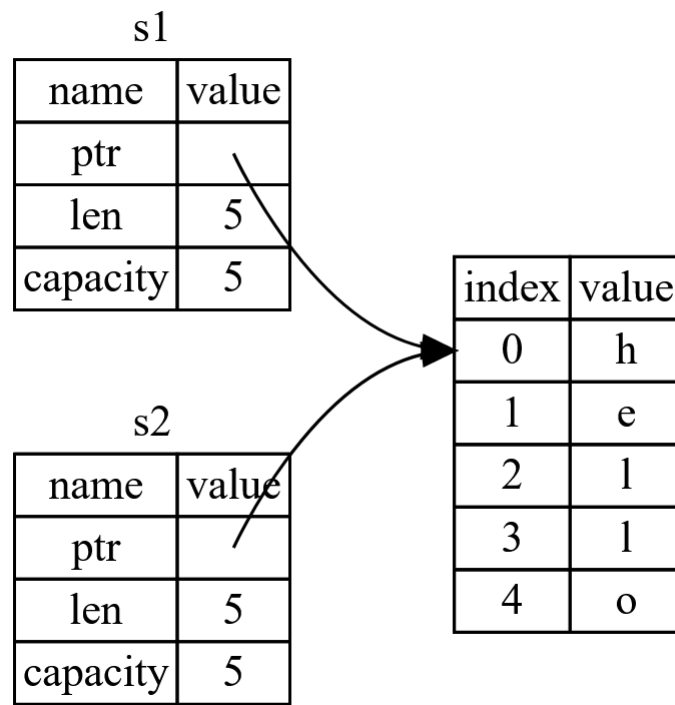 s1
name value
ptr
len 5
capacity 5
s2
name value
ptr
len 5
capacity 5
index value
0 h
1 e
2 l
3 l
4 o